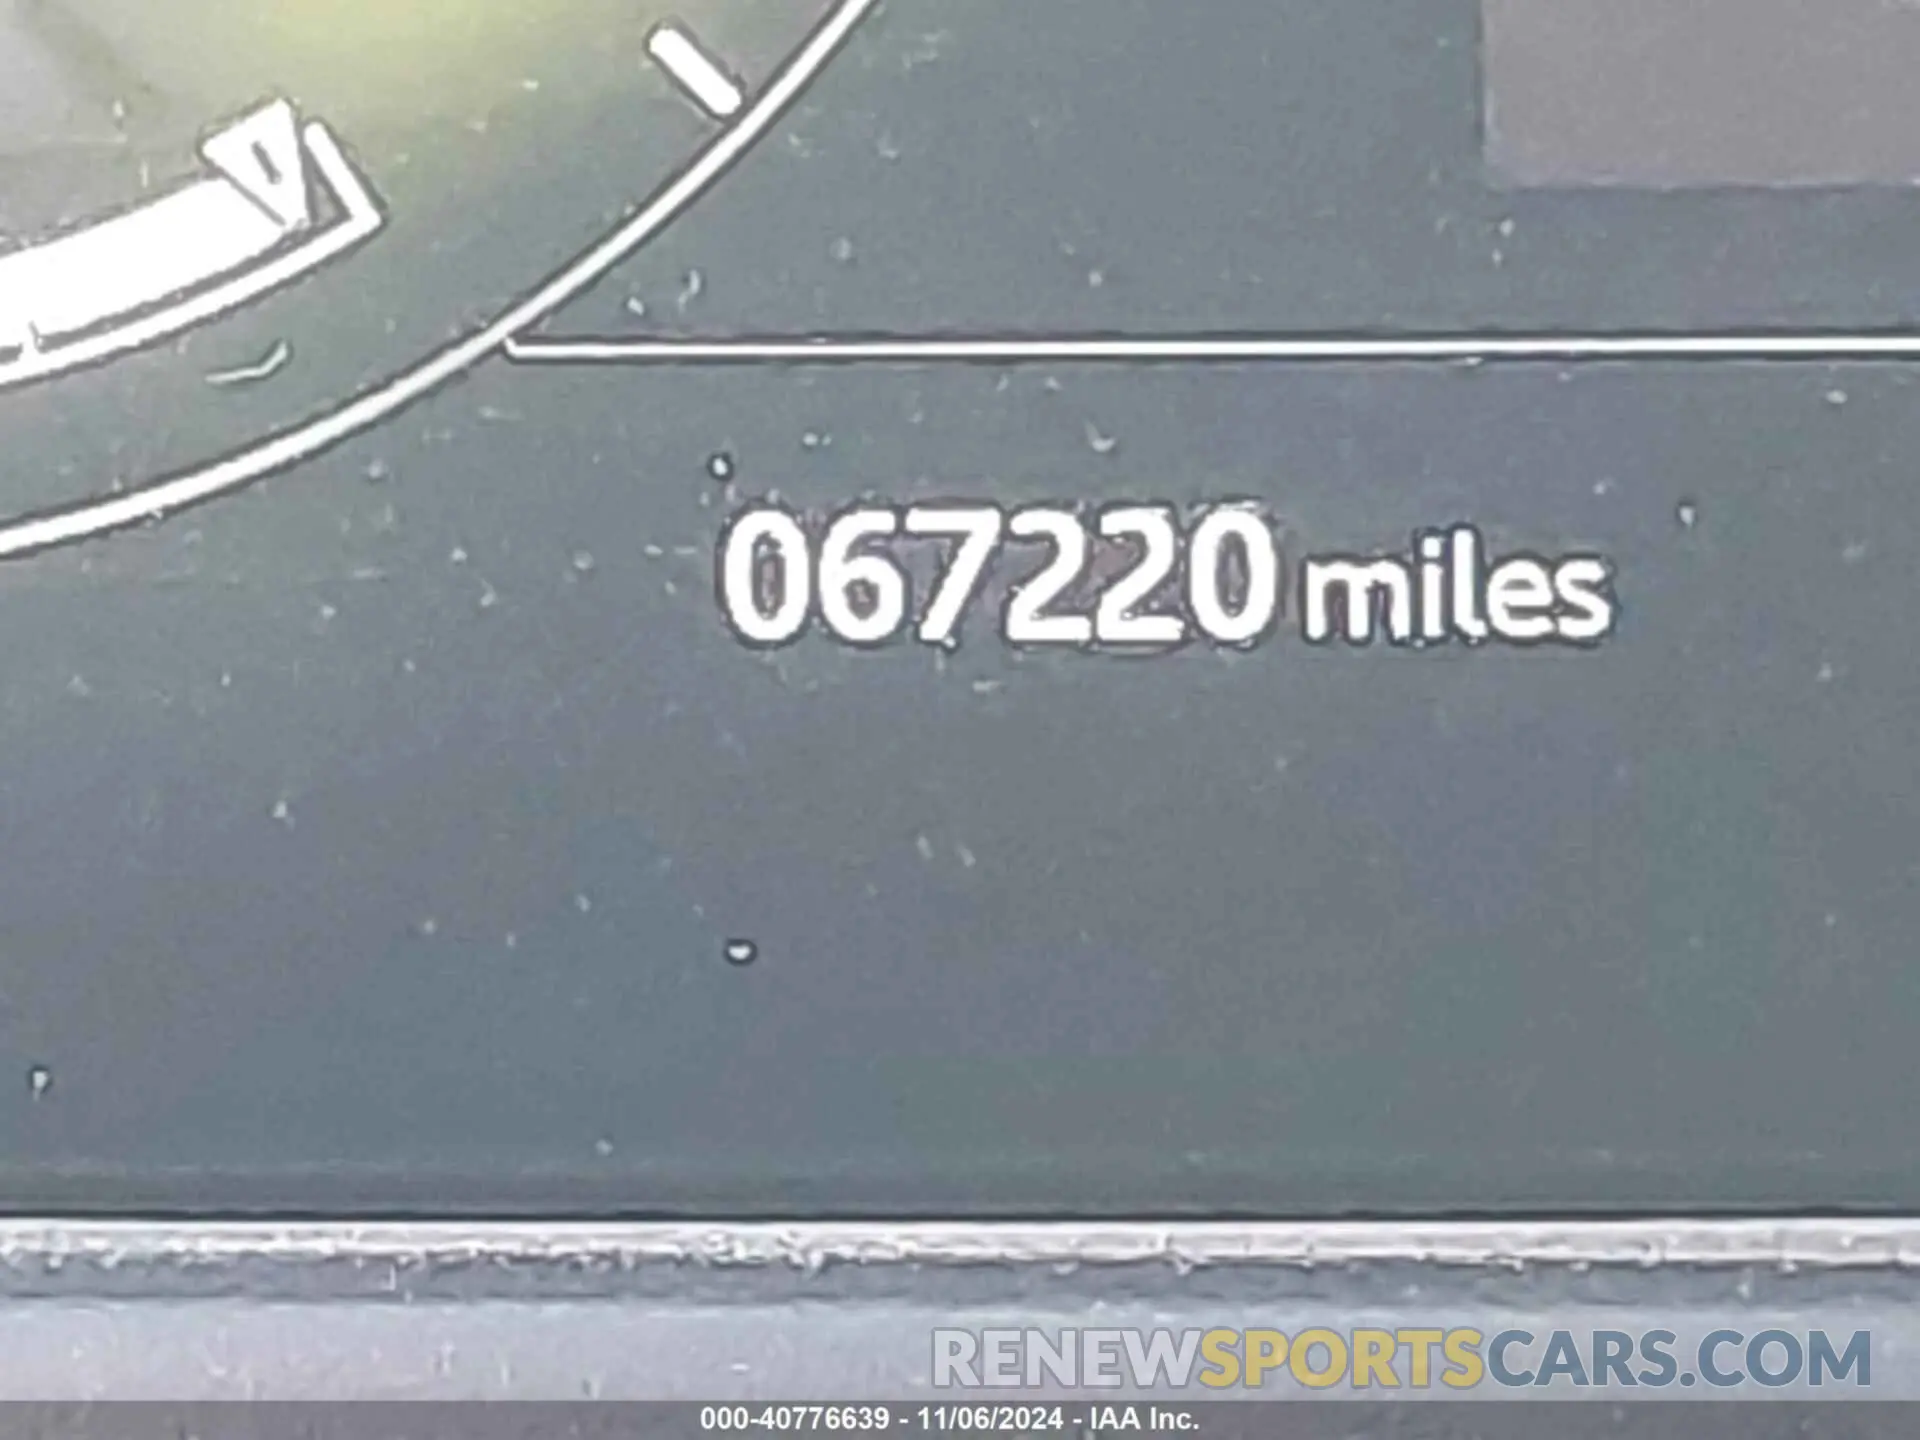 067220 miles
RENEWSPORTSCARS.COM
000-40776639 - 11/06/2024 - IAA Inc.